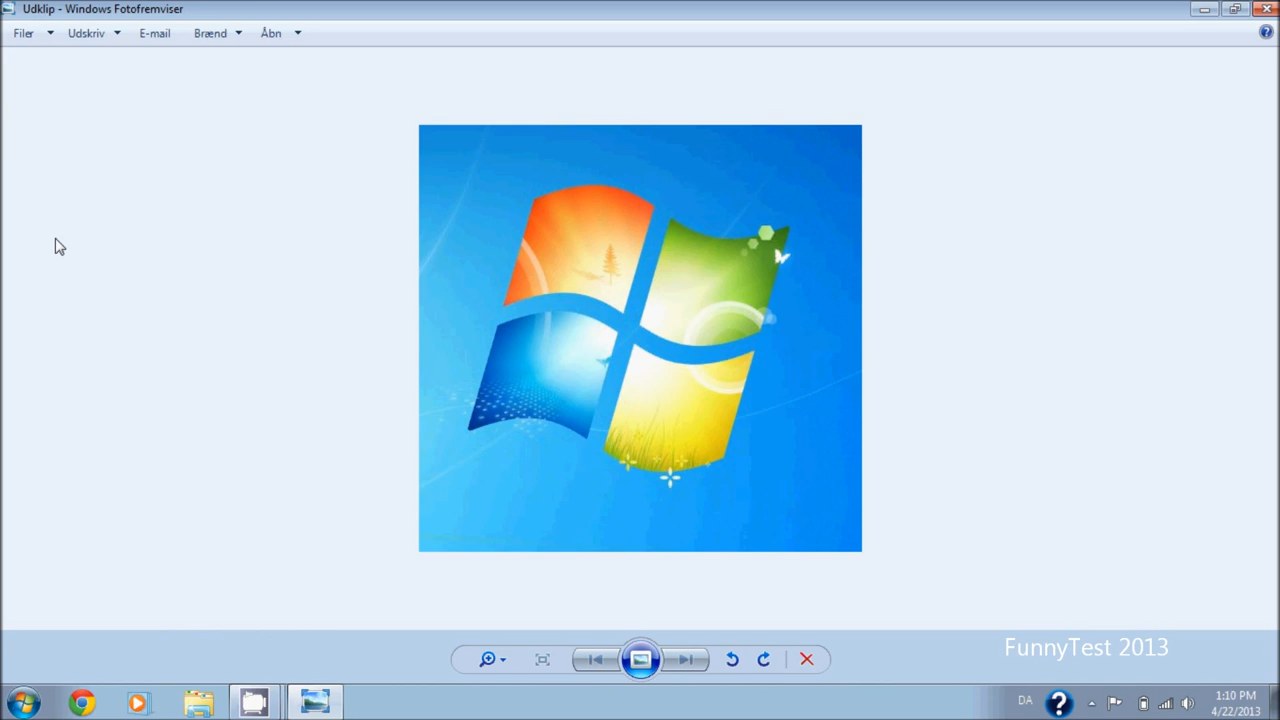 Udklip - Windows Fotofremviser
Filer Udskriv E-mail Brænd Åbn
FunnyTest 2013
DA
1:10 PM
4/22/2013